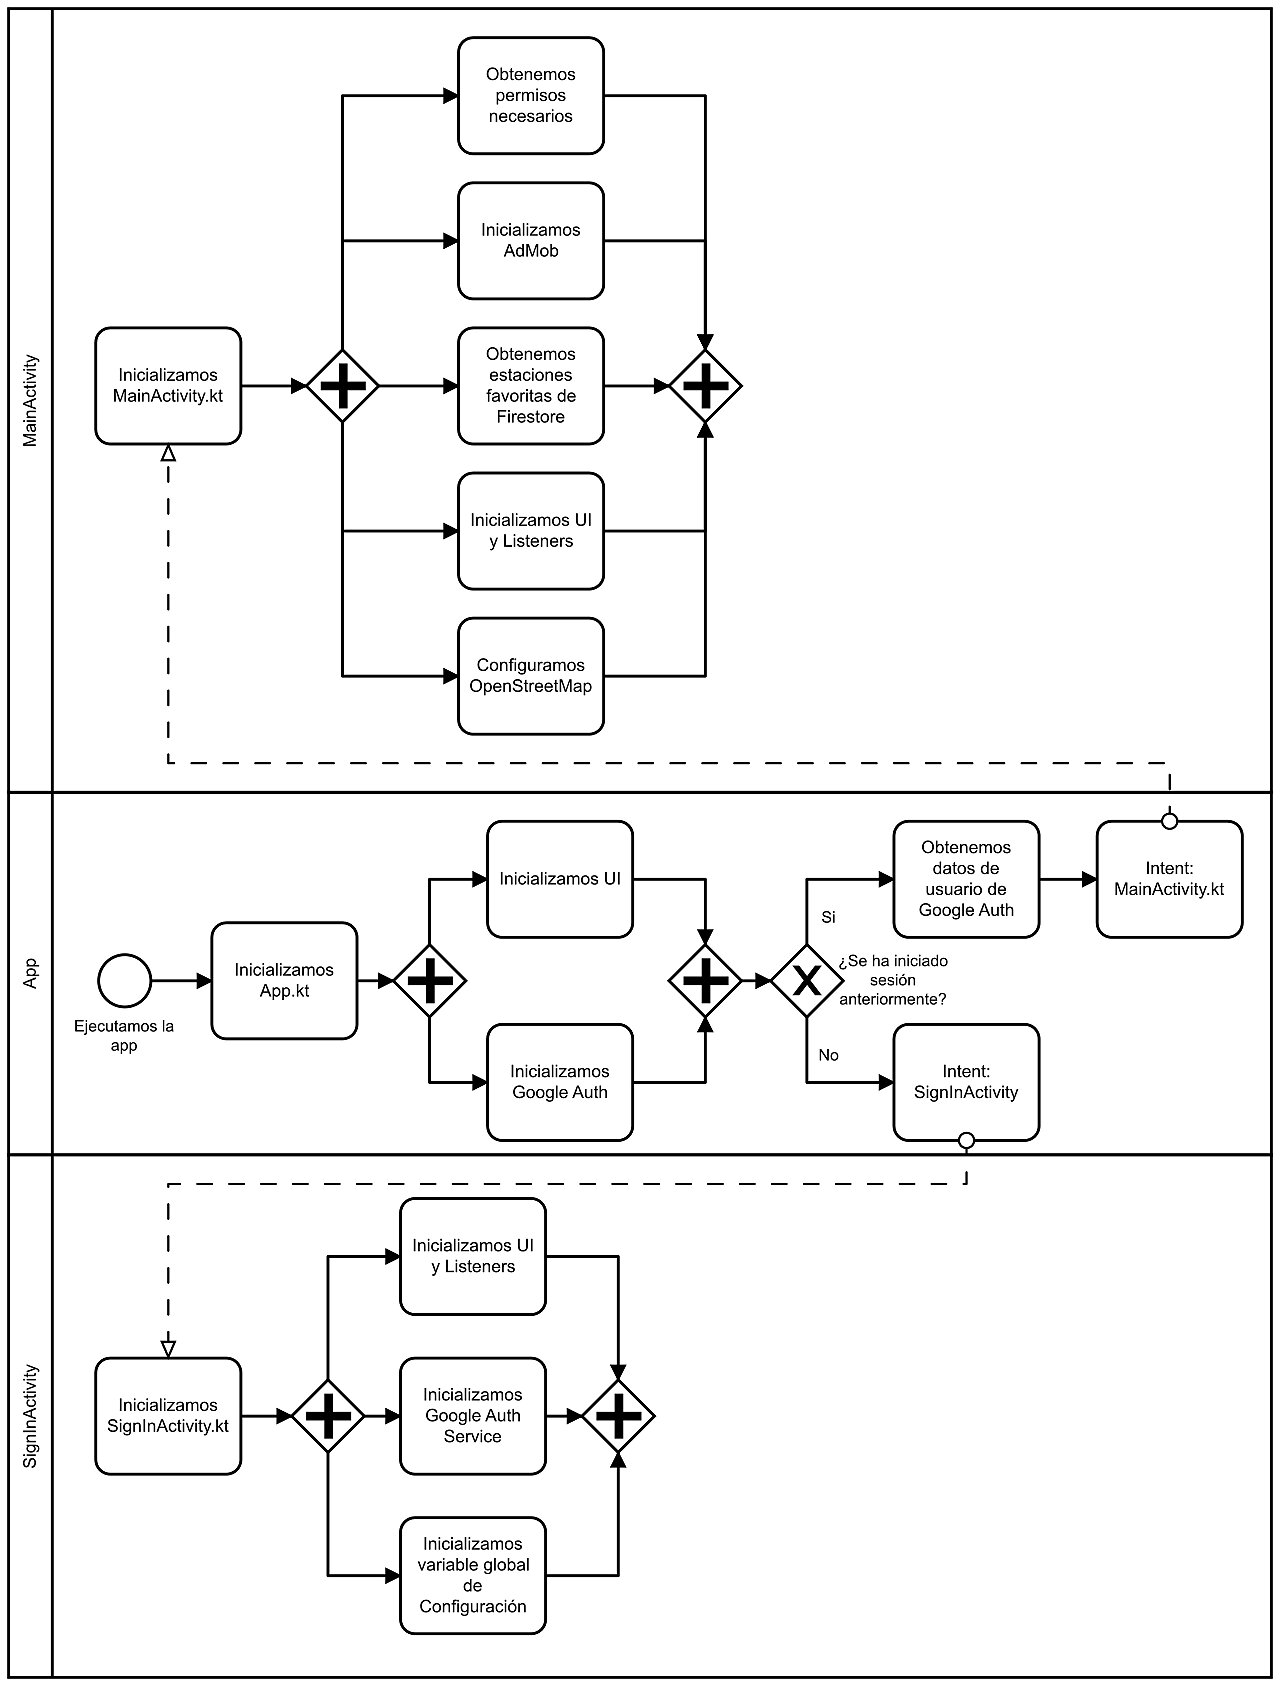 MainActivity
Obtenemos
permisos
necesarios
Inicializamos
AdMob
Inicializamos
MainActivity.kt
Obtenemos
estaciones
favoritas de
Firestore
Inicializamos UI
y Listeners
Configuramos
OpenStreetMap
App
Ejecutamos la
app
Inicializamos
App.kt
Inicializamos UI
Inicializamos
Google Auth
¿Se ha iniciado
sesión
anteriormente?
Si
No
Obtenemos
datos de
usuario de
Google Auth
Intent:
MainActivity.kt
Intent:
SignInActivity
SignInActivity
Inicializamos
SignInActivity.kt
Inicializamos UI
y Listeners
Inicializamos
Google Auth
Service
Inicializamos
variable global
de
Configuración